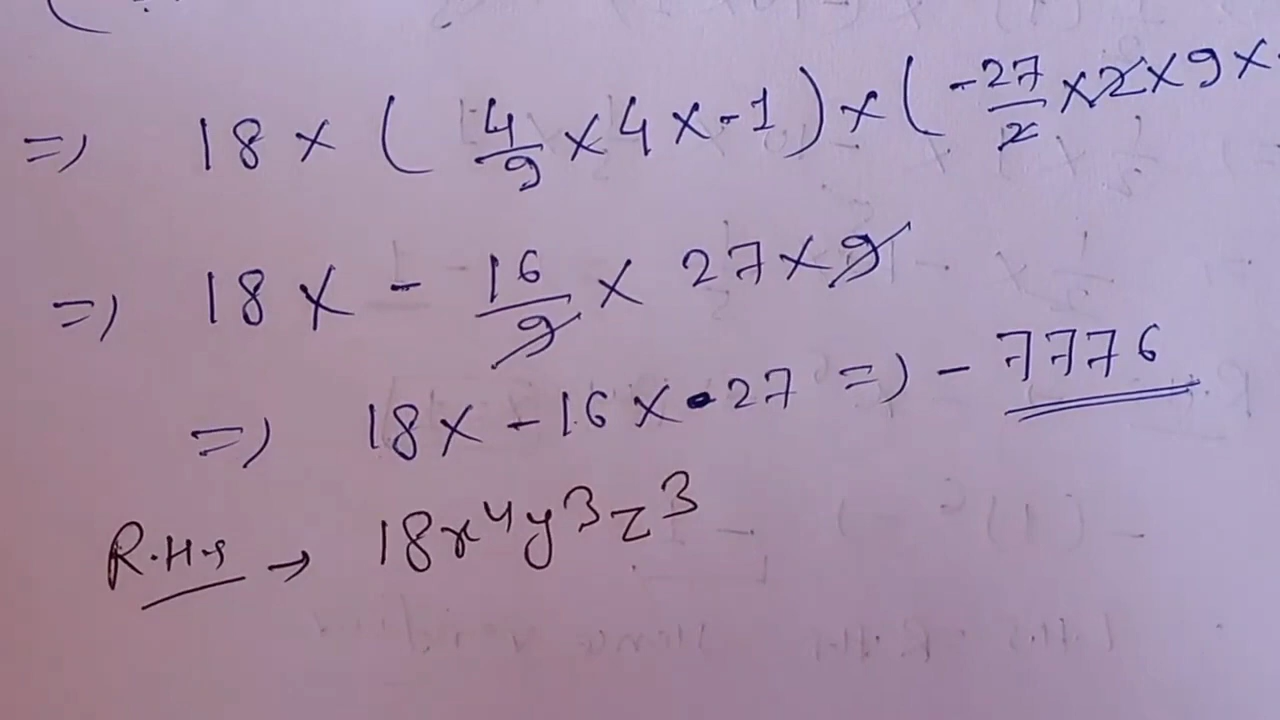 => 18 × ( 4/9 × 4 × -1 ) × ( -27/2 × 2 × 9 ×
=> 18 × - 16/9 × 27 × 9
=> 18 × - 16 × 27 => - 7776
R.H.S → 18x⁴y³z³